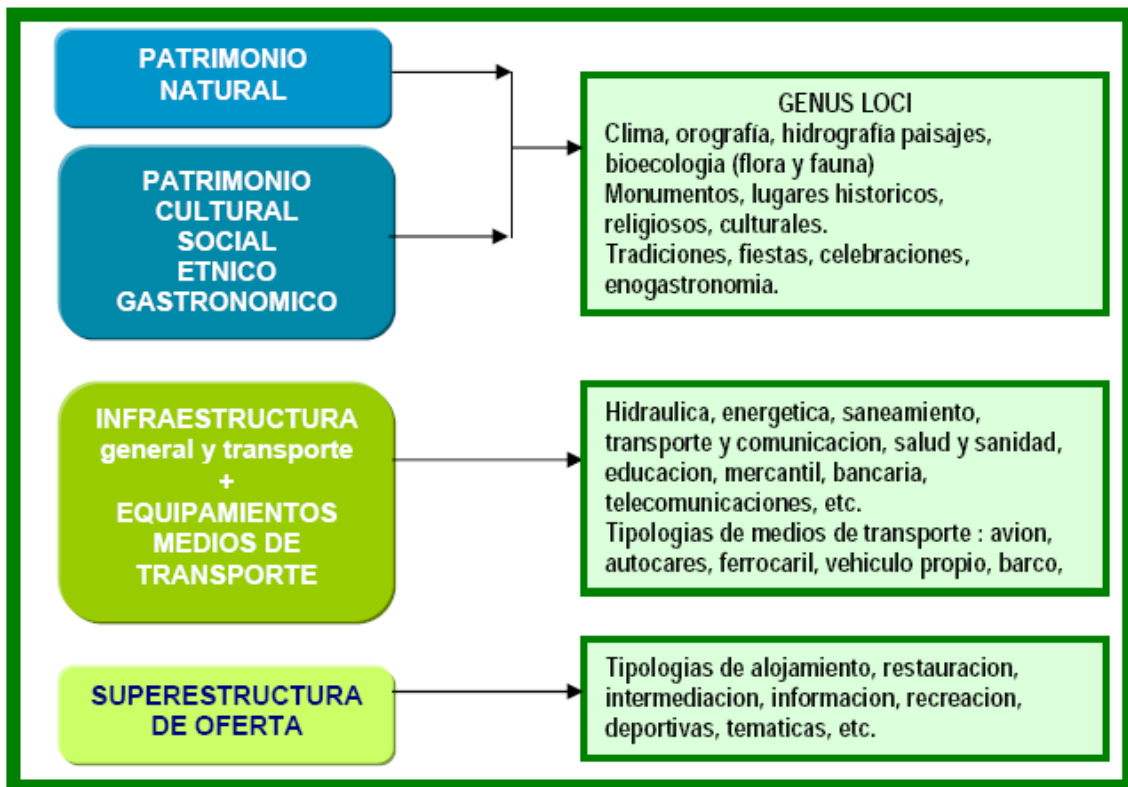 PATRIMONIO
NATURAL
PATRIMONIO
CULTURAL
SOCIAL
ETNICO
GASTRONOMICO
GENUS LOCI
Clima, orografía, hidrografía paisajes,
bioecologia (flora y fauna)
Monumentos, lugares historicos,
religiosos, culturales.
Tradiciones, fiestas, celebraciones,
enogastronomia.
INFRAESTRUCTURA
general y transporte
+
EQUIPAMIENTOS
MEDIOS DE
TRANSPORTE
Hidraulica, energetica, saneamiento,
transporte y comunicacion, salud y sanidad,
educacion, mercantil, bancaria,
telecomunicaciones, etc.
Tipologias de medios de transporte : avion,
autocares, ferrocaril, vehiculo propio, barco,
SUPERESTRUCTURA
DE OFERTA
Tipologias de alojamiento, restauracion,
intermediacion, informacion, recreacion,
deportivas, tematicas, etc.